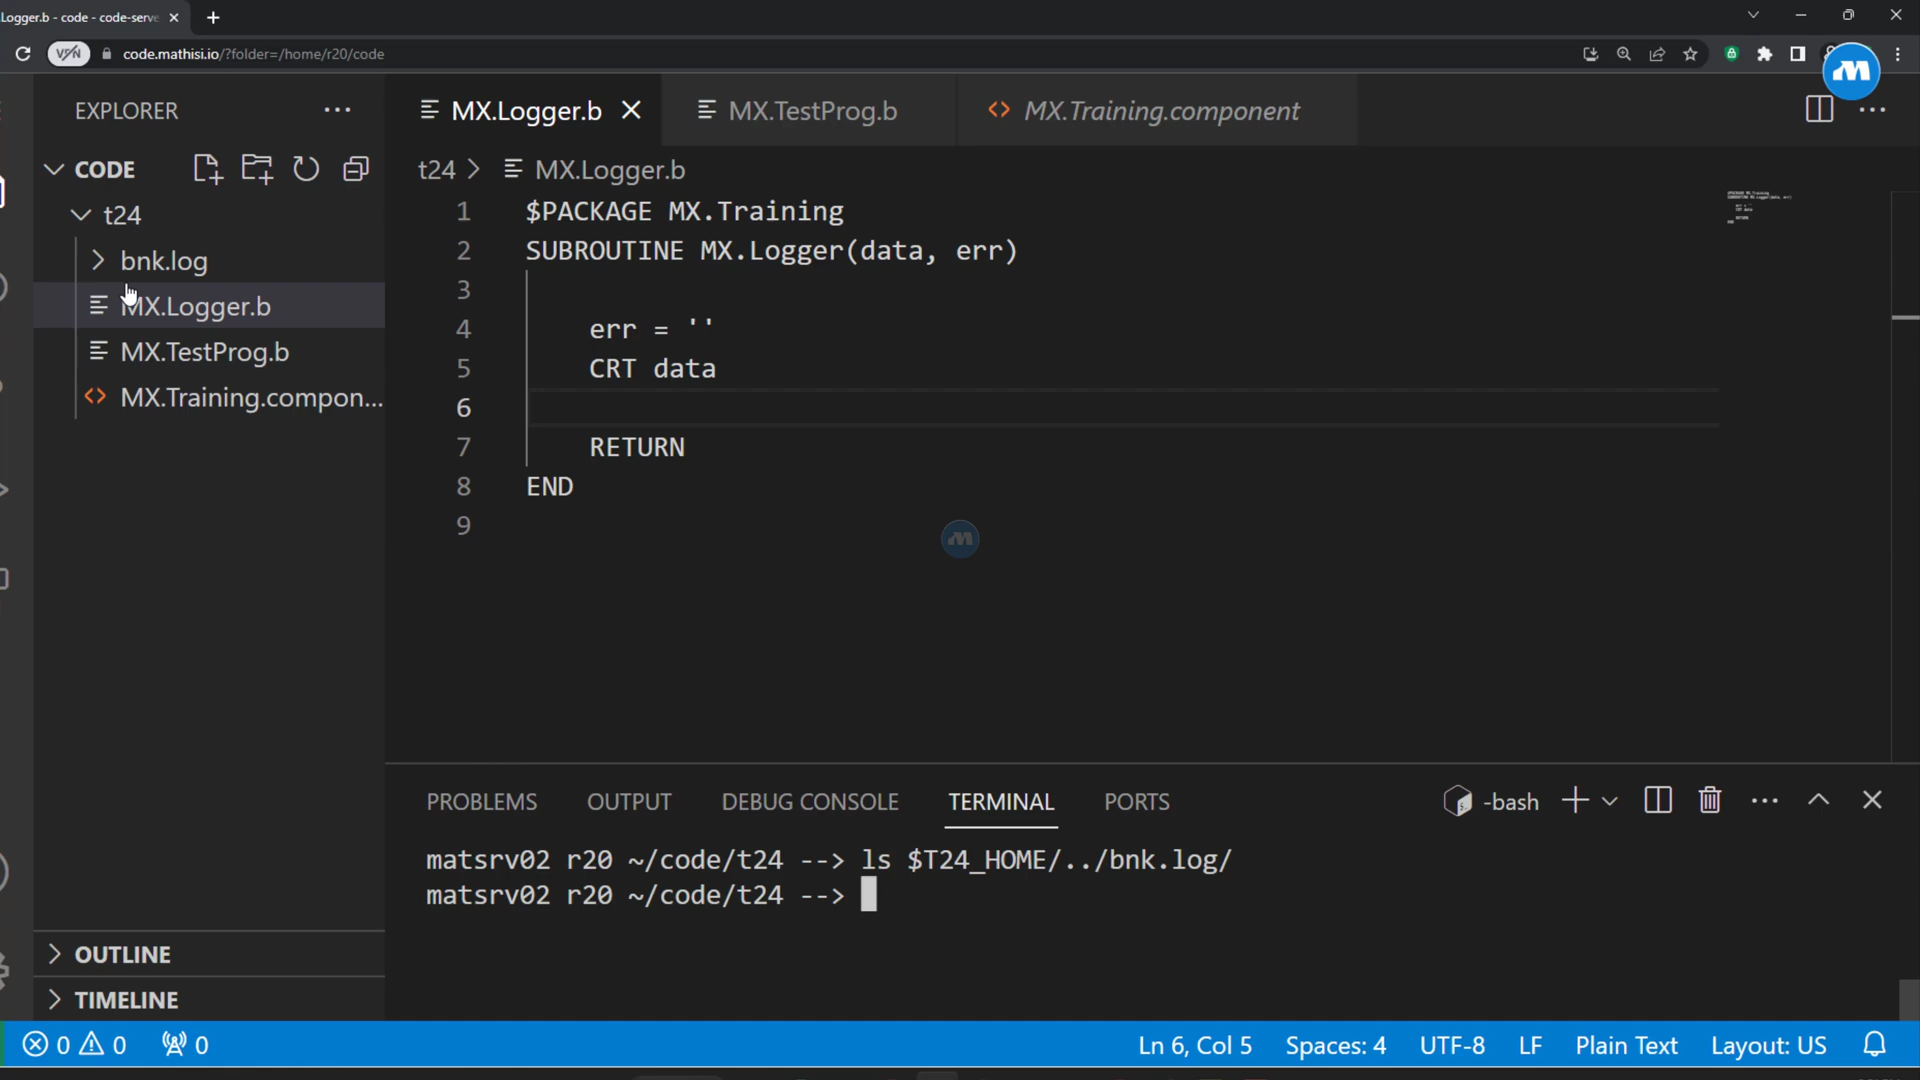 Logger.b - code - code-serve
VPN
code.mathisi.io/?folder=/home/r20/code
EXPLORER
MX.Logger.b
MX.TestProg.b
MX.Training.component
CODE
t24
bnk.log
MX.Logger.b
MX.TestProg.b
MX.Training.compon...
t24 > MX.Logger.b
1 $PACKAGE MX.Training
2 SUBROUTINE MX.Logger(data, err)
3
4 err = ''
5 CRT data
6
7 RETURN
8 END
9
PROBLEMS OUTPUT DEBUG CONSOLE TERMINAL PORTS
-bash
matsrv02 r20 ~/code/t24 --> ls $T24_HOME/../bnk.log/
matsrv02 r20 ~/code/t24 -->
OUTLINE
TIMELINE
0 0 0
Ln 6, Col 5 Spaces: 4 UTF-8 LF Plain Text Layout: US